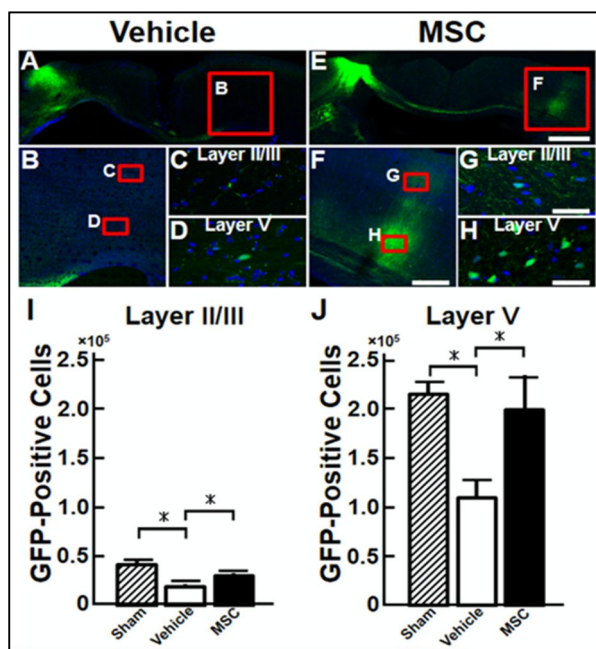 Vehicle
MSC
A
B
E
F
B
C
D
C
Layer II/III
D
Layer V
F
G
H
G
Layer II/III
H
Layer V
I
Layer II/III
×10⁵
GFP-Positive Cells
2.5
2.0
1.5
1.0
0.5
0
*
*
Sham
Vehicle
MSC
J
Layer V
×10⁵
GFP-Positive Cells
2.5
2.0
1.5
1.0
0.5
0
*
*
Sham
Vehicle
MSC